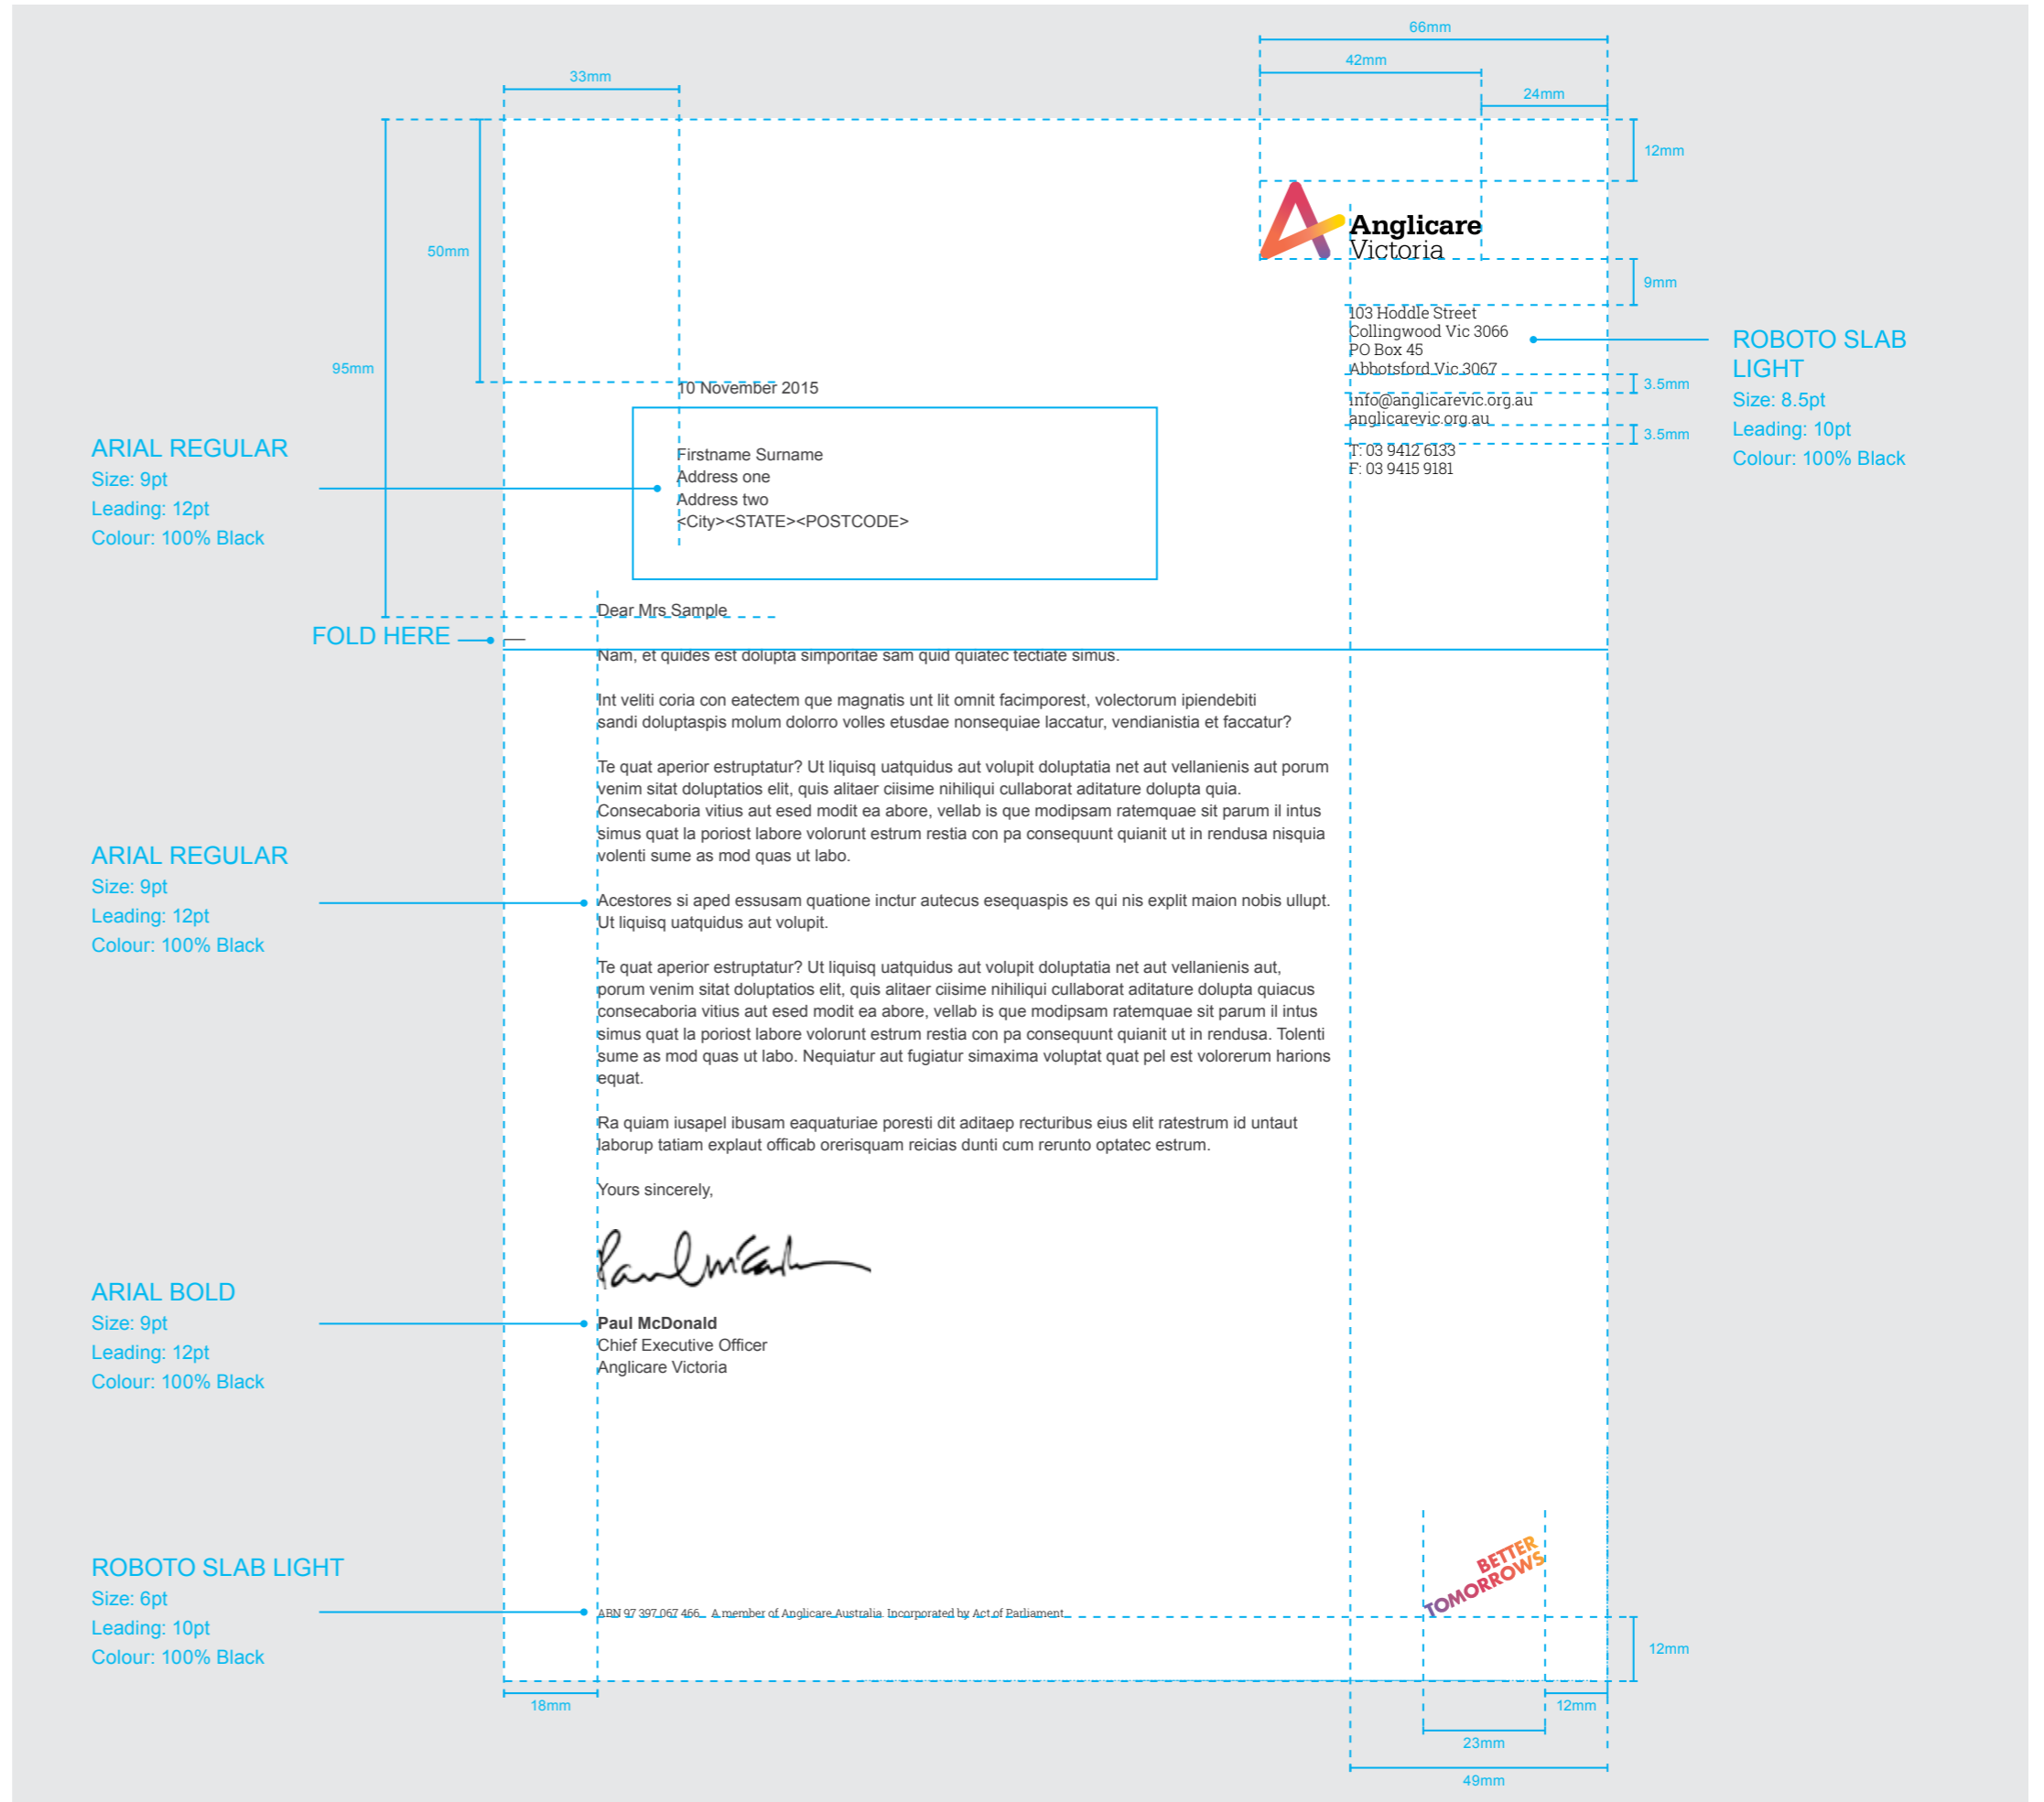 66mm
42mm
33mm
24mm
12mm
Anglicare
Victoria
50mm
9mm
103 Hoddle Street
Collingwood Vic 3066
PO Box 45
Abbotsford Vic 3067
ROBOTO SLAB
LIGHT
Size: 8.5pt
Leading: 10pt
Colour: 100% Black
95mm
3.5mm
10 November 2015
info@anglicarevic.org.au
anglicarevic.org.au
3.5mm
T: 03 9412 6133
F: 03 9415 9181
ARIAL REGULAR
Size: 9pt
Leading: 12pt
Colour: 100% Black
Firstname Surname
Address one
Address two
<City><STATE><POSTCODE>
Dear Mrs Sample
FOLD HERE
Nam, et quides est dolupta simporitae sam quid quiatec tectiate simus.
Int veliti coria con eatectem que magnatis unt lit omnit facimporest, volectorum ipiendebiti
sandi doluptaspis molum dolorro volles etusdae nonsequiae laccatur, vendianistia et faccatur?
Te quat aperior estruptatur? Ut liquisq uatquidus aut volupit doluptatia net aut vellanienis aut porum
venim sitat doluptatios elit, quis alitaer ciisime nihiliqui cullaborat aditature dolupta quia.
Consecaboria vitius aut esed modit ea abore, vellab is que modipsam ratemquae sit parum il intus
simus quat la poriost labore volorunt estrum restia con pa consequunt quianit ut in rendusa nisquia
volenti sume as mod quas ut labo.
ARIAL REGULAR
Size: 9pt
Leading: 12pt
Colour: 100% Black
Acestores si aped essusam quatione inctur autecus esequaspis es qui nis explit maion nobis ullupt.
Ut liquisq uatquidus aut volupit.
Te quat aperior estruptatur? Ut liquisq uatquidus aut volupit doluptatia net aut vellanienis aut,
porum venim sitat doluptatios elit, quis alitaer ciisime nihiliqui cullaborat aditature dolupta quiacus
consecaboria vitius aut esed modit ea abore, vellab is que modipsam ratemquae sit parum il intus
simus quat la poriost labore volorunt estrum restia con pa consequunt quianit ut in rendusa. Tolenti
sume as mod quas ut labo. Nequiatur aut fugiatur simaxima voluptat quat pel est volorerum harions
equat.
Ra quiam iusapel ibusam eaquaturiae poresti dit aditaep recturibus eius elit ratestrum id untaut
laborup tatiam explaut officab orerisquam reicias dunti cum rerunto optatec estrum.
Yours sincerely,
ARIAL BOLD
Size: 9pt
Leading: 12pt
Colour: 100% Black
Paul McDonald
Chief Executive Officer
Anglicare Victoria
BETTER
TOMORROWS
ROBOTO SLAB LIGHT
Size: 6pt
Leading: 10pt
Colour: 100% Black
ABN 97 397 067 466 A member of Anglicare Australia. Incorporated by Act of Parliament.
12mm
18mm
12mm
23mm
49mm